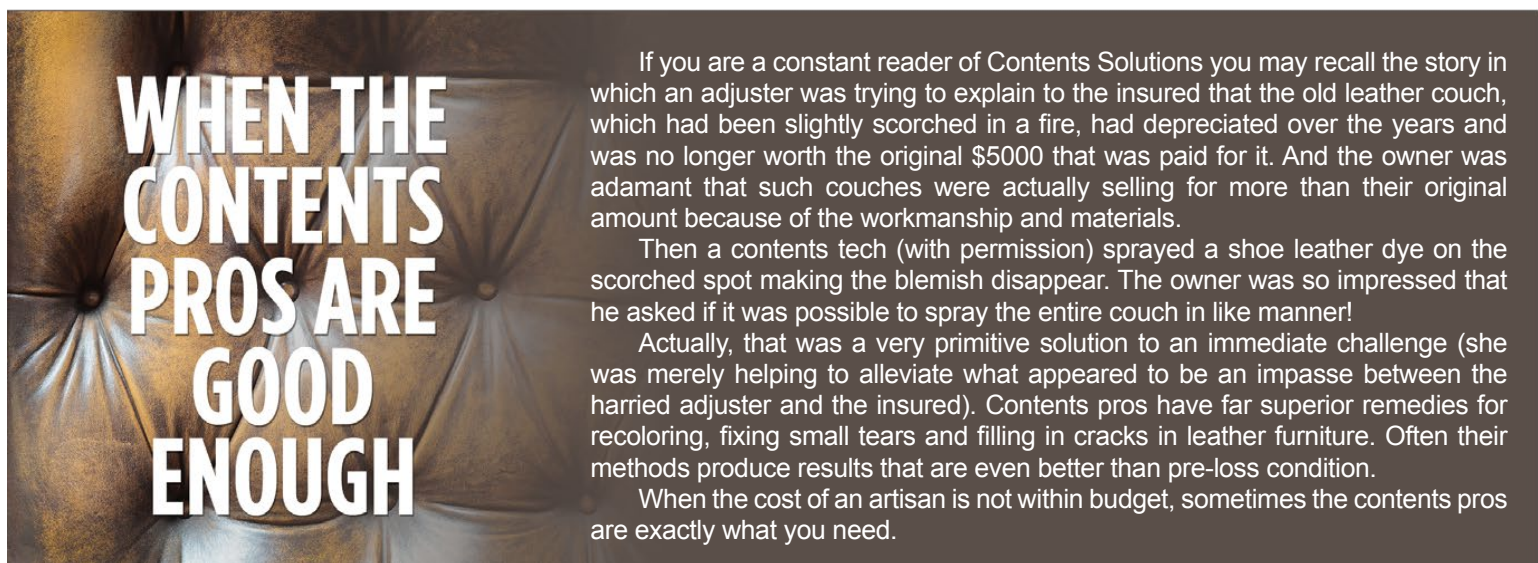 WHEN THE
CONTENTS
PROS ARE
GOOD
ENOUGH
If you are a constant reader of Contents Solutions you may recall the story in
which an adjuster was trying to explain to the insured that the old leather couch,
which had been slightly scorched in a fire, had depreciated over the years and
was no longer worth the original $5000 that was paid for it. And the owner was
adamant that such couches were actually selling for more than their original
amount because of the workmanship and materials.
Then a contents tech (with permission) sprayed a shoe leather dye on the
scorched spot making the blemish disappear. The owner was so impressed that
he asked if it was possible to spray the entire couch in like manner!
Actually, that was a very primitive solution to an immediate challenge (she
was merely helping to alleviate what appeared to be an impasse between the
harried adjuster and the insured). Contents pros have far superior remedies for
recoloring, fixing small tears and filling in cracks in leather furniture. Often their
methods produce results that are even better than pre-loss condition.
When the cost of an artisan is not within budget, sometimes the contents pros
are exactly what you need.